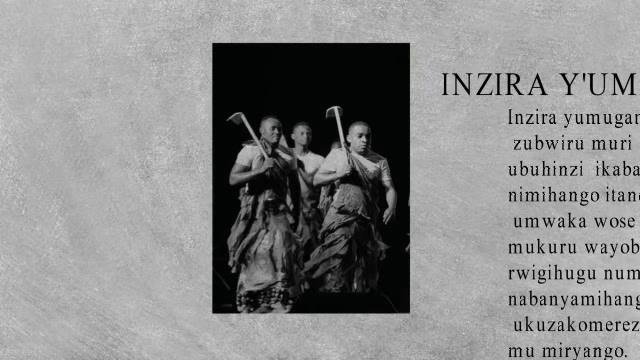 INZIRA Y'UM
Inzira yumugan
zubwiru muri
ubuhinzi ikaba
nimihango itand
umwaka wose
mukuru wayob
rwigihugu num
nabanyamihang
ukuzakomerez
mu miryango.